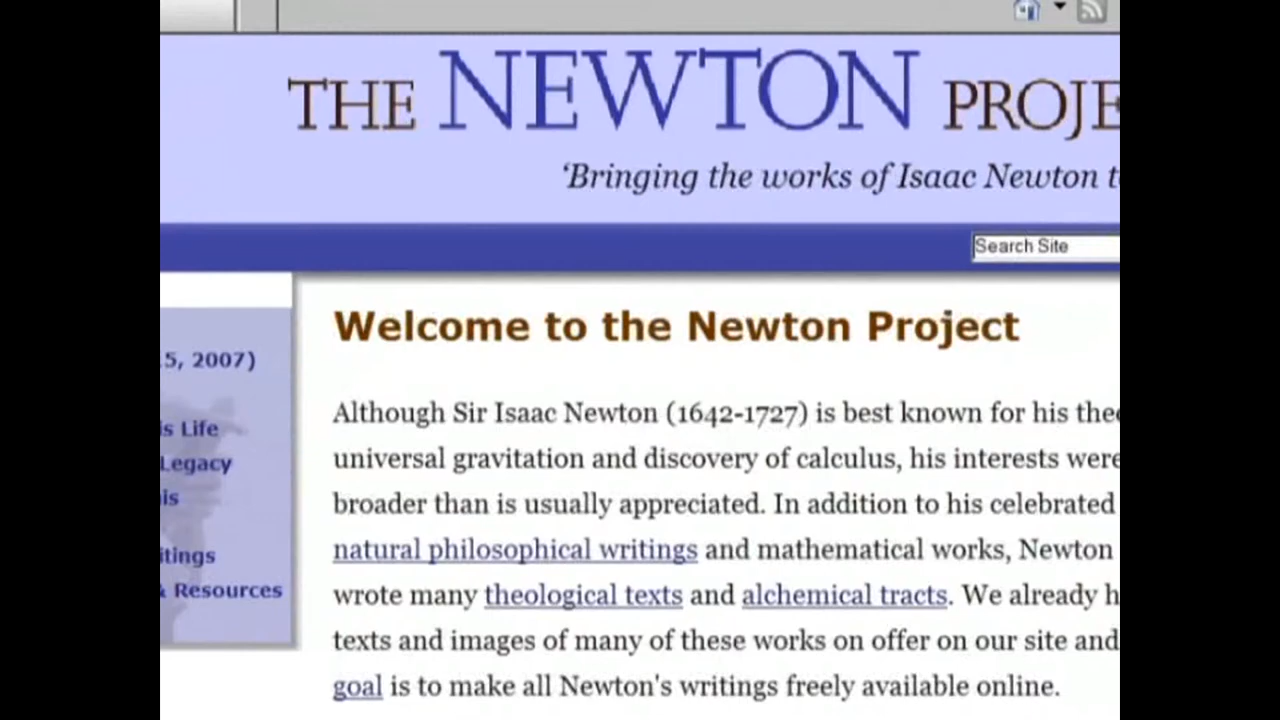 THE NEWTON PROJE
‘Bringing the works of Isaac Newton t
Search Site
5, 2007)
is Life
Legacy
is
itings
& Resources
Welcome to the Newton Project
Although Sir Isaac Newton (1642-1727) is best known for his the
universal gravitation and discovery of calculus, his interests were
broader than is usually appreciated. In addition to his celebrated
natural philosophical writings and mathematical works, Newton
wrote many theological texts and alchemical tracts. We already h
texts and images of many of these works on offer on our site and
goal is to make all Newton's writings freely available online.